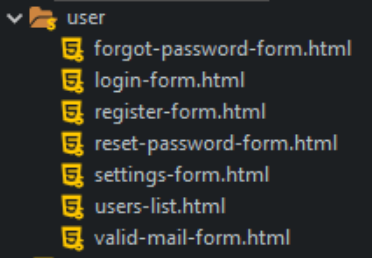 user
forgot-password-form.html
login-form.html
register-form.html
reset-password-form.html
settings-form.html
users-list.html
valid-mail-form.html